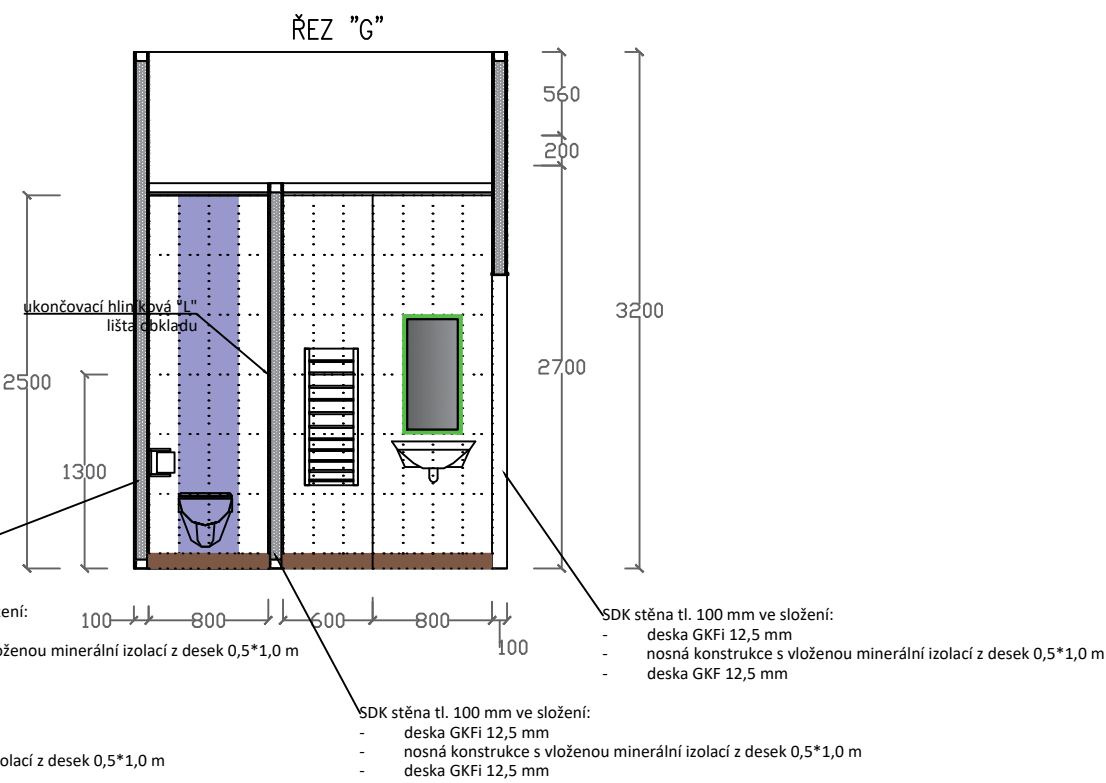 ŘEZ "G"
560
200
ukončovací hliníková "L"
lišta obkladu
3200
2700
2500
1300
100
800
600
800
100
ožení:
oženou minerální izolací z desek 0,5*1,0 m
SDK stěna tl. 100 mm ve složení:
- deska GKFi 12,5 mm
- nosná konstrukce s vloženou minerální izolací z desek 0,5*1,0 m
- deska GKF 12,5 mm
SDK stěna tl. 100 mm ve složení:
- deska GKFi 12,5 mm
- nosná konstrukce s vloženou minerální izolací z desek 0,5*1,0 m
- deska GKFi 12,5 mm
olací z desek 0,5*1,0 m